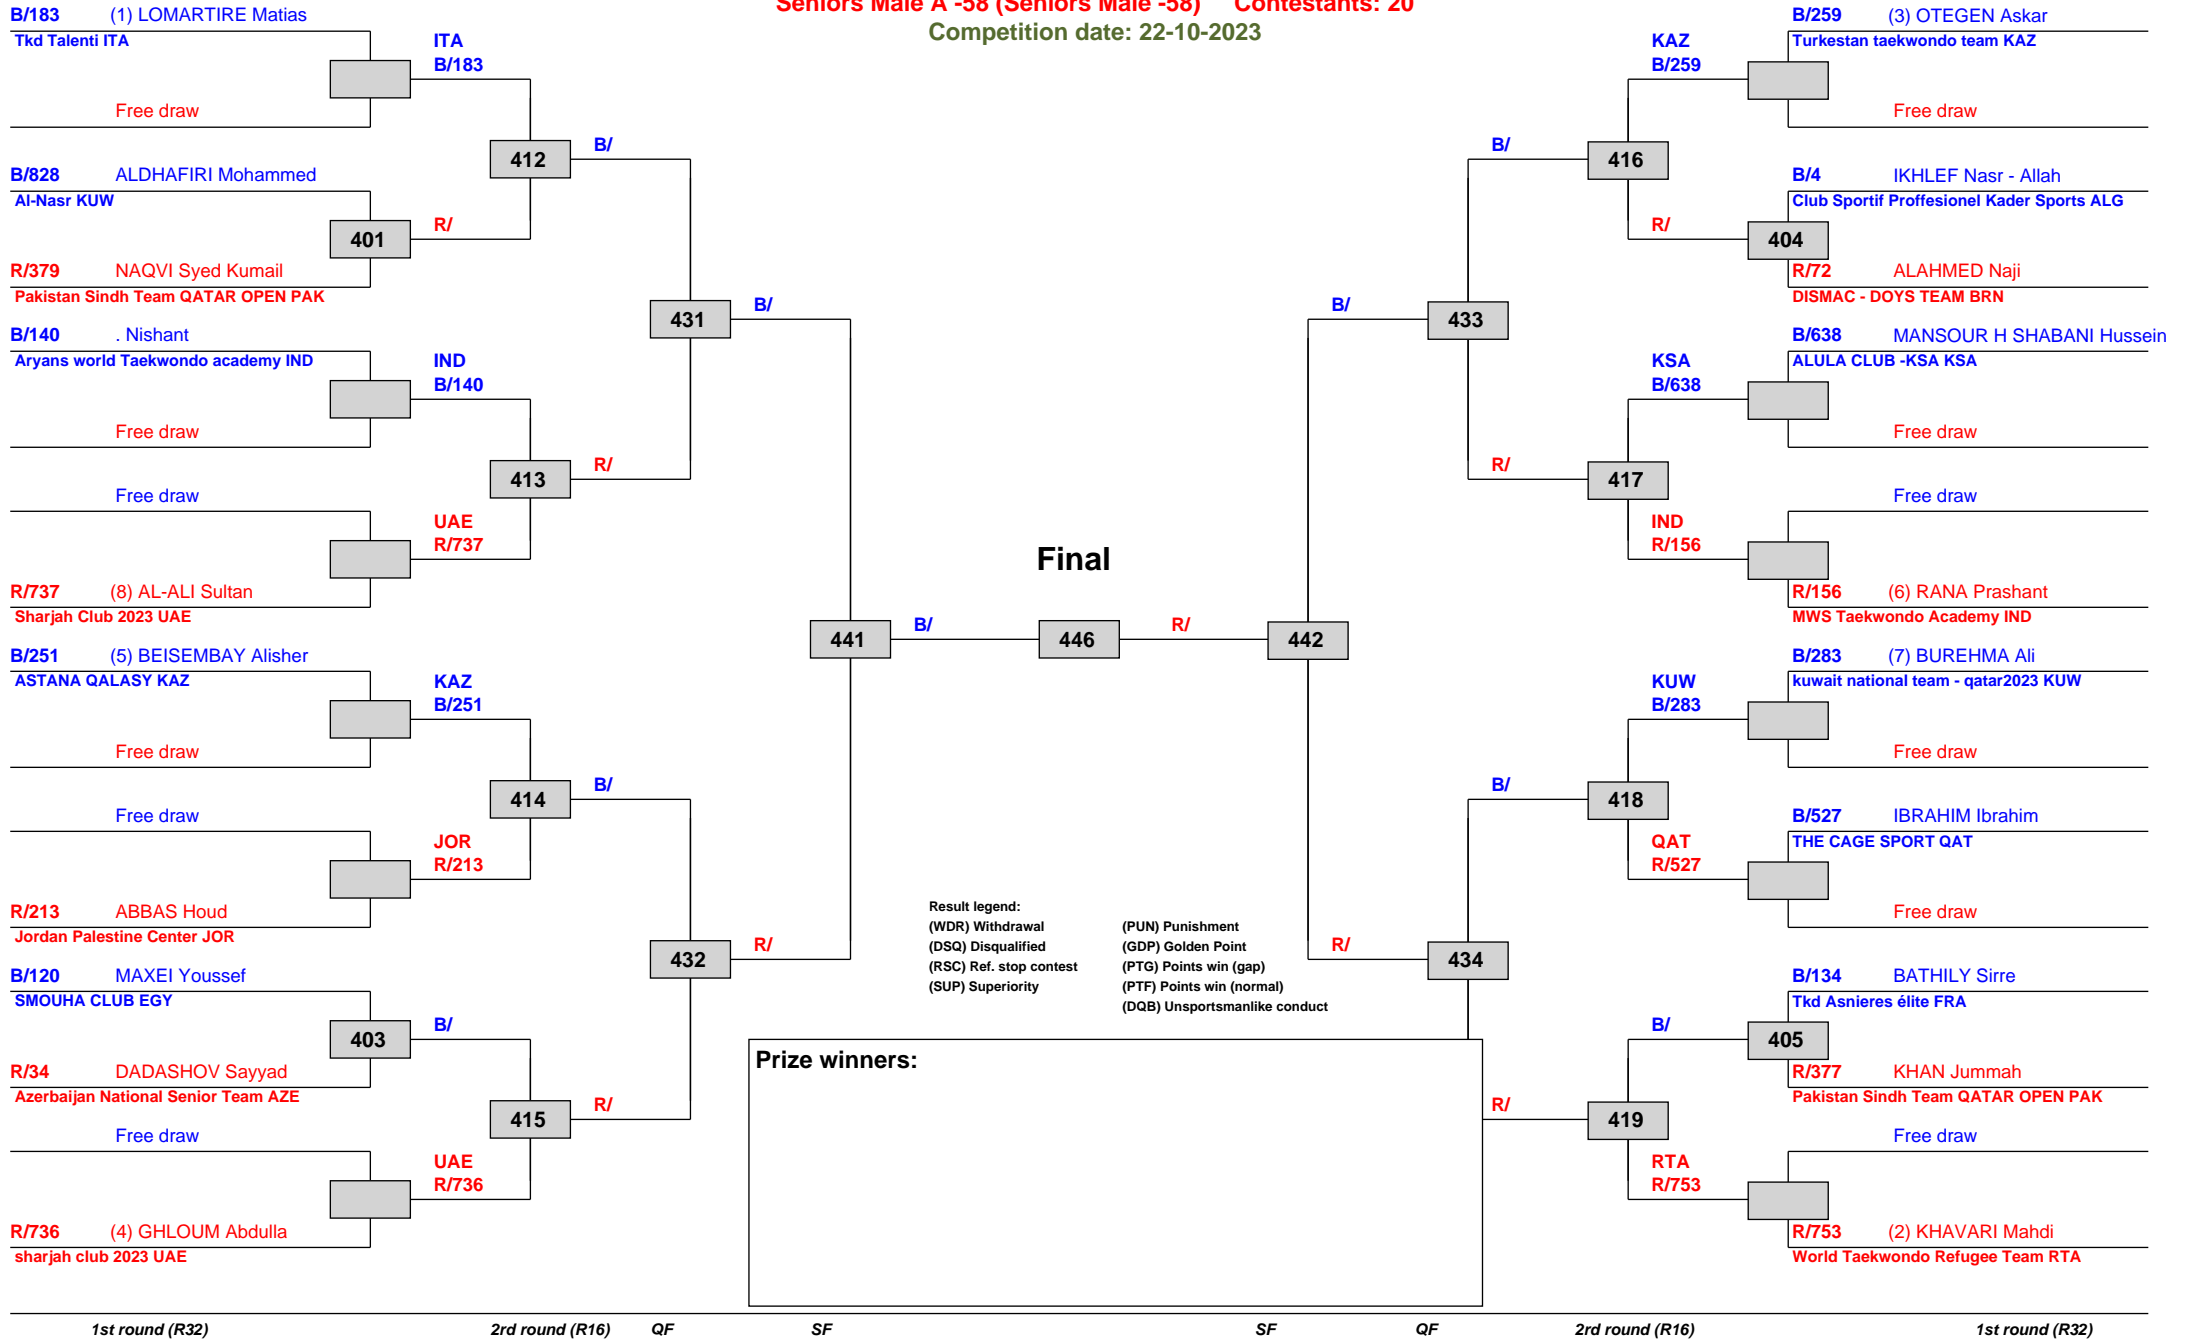 Seniors Male A -58 (Seniors Male -58) Contestants: 20
Competition date: 22-10-2023
B/183 (1) LOMARTIRE Matias
Tkd Talenti ITA
Free draw
ITA
B/183
B/828 ALDHAFIRI Mohammed
Al-Nasr KUW
401
R/379 NAQVI Syed Kumail
Pakistan Sindh Team QATAR OPEN PAK
R/
412
B/
B/140 . Nishant
Aryans world Taekwondo academy IND
Free draw
IND
B/140
Free draw
R/737 (8) AL-ALI Sultan
Sharjah Club 2023 UAE
UAE
R/737
413
R/
431
B/
B/251 (5) BEISEMBAY Alisher
ASTANA QALASY KAZ
Free draw
KAZ
B/251
Free draw
R/213 ABBAS Houd
Jordan Palestine Center JOR
JOR
R/213
414
B/
B/120 MAXEI Youssef
SMOUHA CLUB EGY
403
R/34 DADASHOV Sayyad
Azerbaijan National Senior Team AZE
B/
Free draw
R/736 (4) GHLOUM Abdulla
sharjah club 2023 UAE
UAE
R/736
415
R/
432
R/
441
B/
Final
446
R/
442
B/
433
B/
416
KAZ
B/259
B/259 (3) OTEGEN Askar
Turkestan taekwondo team KAZ
Free draw
R/
404
B/4 IKHLEF Nasr - Allah
Club Sportif Proffesionel Kader Sports ALG
R/72 ALAHMED Naji
DISMAC - DOYS TEAM BRN
R/
417
KSA
B/638
B/638 MANSOUR H SHABANI Hussein
ALULA CLUB -KSA KSA
Free draw
IND
R/156
Free draw
R/156 (6) RANA Prashant
MWS Taekwondo Academy IND
R/
434
B/
418
KUW
B/283
B/283 (7) BUREHMA Ali
kuwait national team - qatar2023 KUW
Free draw
QAT
R/527
B/527 IBRAHIM Ibrahim
THE CAGE SPORT QAT
Free draw
R/
419
B/
405
B/134 BATHILY Sirre
Tkd Asnieres élite FRA
R/377 KHAN Jummah
Pakistan Sindh Team QATAR OPEN PAK
RTA
R/753
Free draw
R/753 (2) KHAVARI Mahdi
World Taekwondo Refugee Team RTA
Result legend:
(WDR) Withdrawal (PUN) Punishment
(DSQ) Disqualified (GDP) Golden Point
(RSC) Ref. stop contest (PTG) Points win (gap)
(SUP) Superiority (PTF) Points win (normal)
(DQB) Unsportsmanlike conduct
Prize winners:
1st round (R32) 2rd round (R16) QF SF SF QF 2rd round (R16) 1st round (R32)